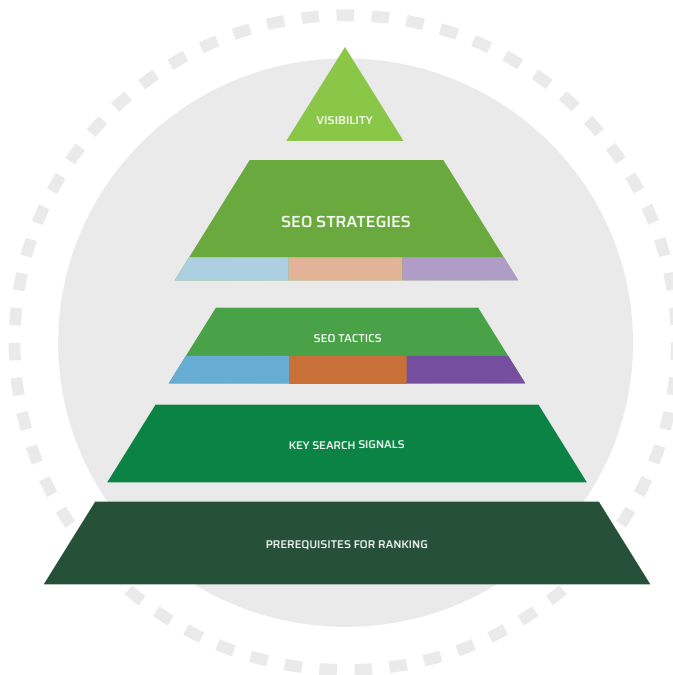 VISIBILITY
SEO STRATEGIES
SEO TACTICS
KEY SEARCH SIGNALS
PREREQUISITES FOR RANKING